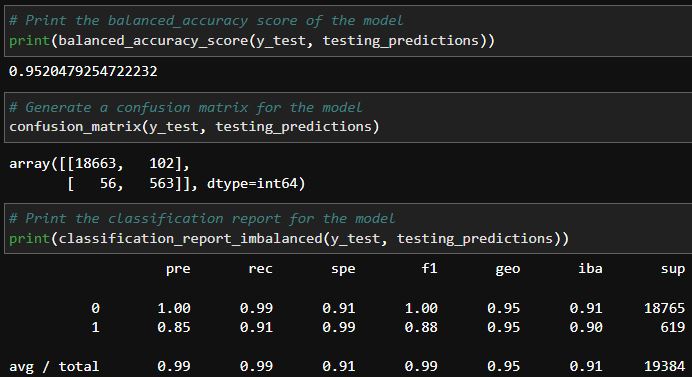 # Print the balanced_accuracy score of the model
print(balanced_accuracy_score(y_test, testing_predictions))
0.9520479254722232
# Generate a confusion matrix for the model
confusion_matrix(y_test, testing_predictions)
array([[18663,   102],
       [   56,   563]], dtype=int64)
# Print the classification report for the model
print(classification_report_imbalanced(y_test, testing_predictions))
                   pre       rec       spe        f1       geo       iba       sup
          0       1.00      0.99      0.91      1.00      0.95      0.91     18765
          1       0.85      0.91      0.99      0.88      0.95      0.90       619
avg / total       0.99      0.99      0.91      0.99      0.95      0.91     19384